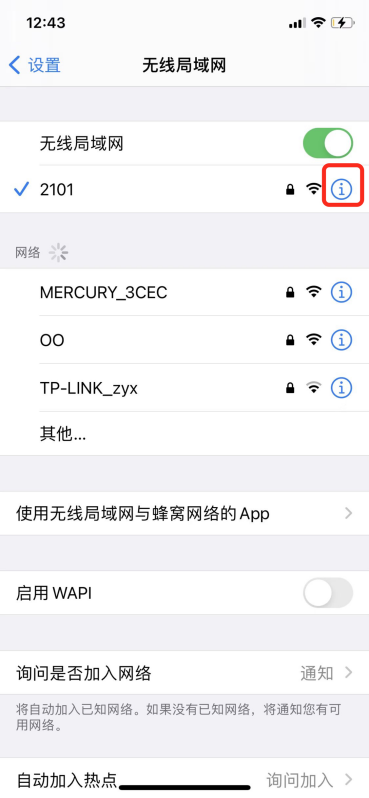 12:43
设置
无线局域网
无线局域网
2101
网络
MERCURY_3CEC
OO
TP-LINK_zyx
其他...
使用无线局域网与蜂窝网络的App
启用 WAPI
询问是否加入网络
通知
将自动加入已知网络。如果没有已知网络，将通知您有可
用网络。
自动加入热点
询问加入